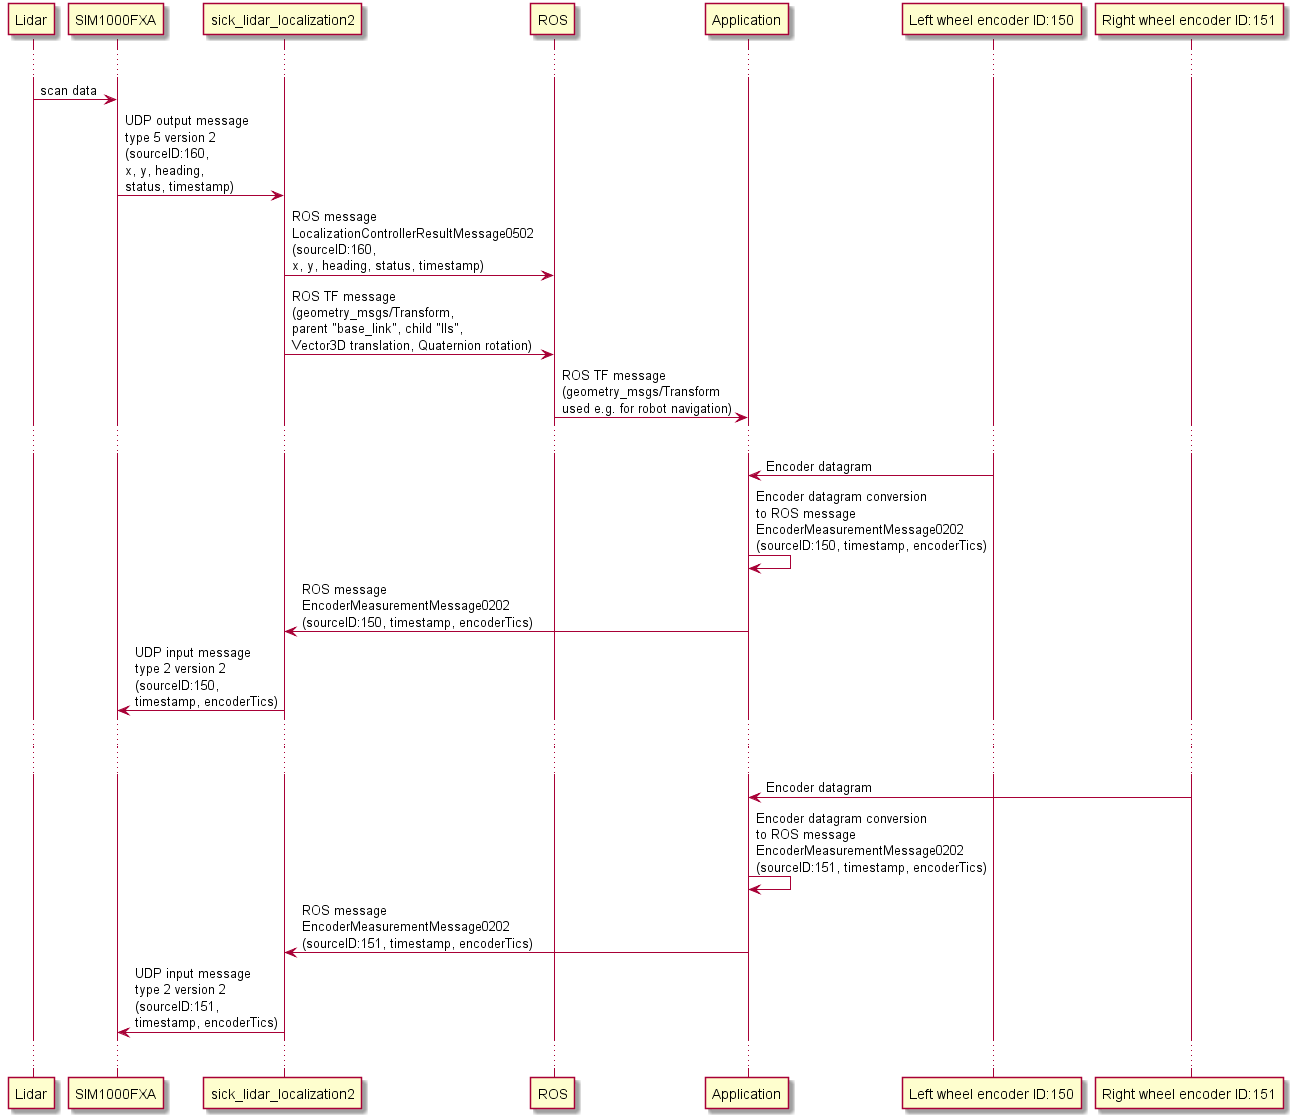 Lidar
SIM1000FXA
sick_lidar_localization2
ROS
Application
Left wheel encoder ID:150
Right wheel encoder ID:151
scan data
UDP output message
type 5 version 2
(sourceID:160,
x, y, heading,
status, timestamp)
ROS message
LocalizationControllerResultMessage0502
(sourceID:160,
x, y, heading, status, timestamp)
ROS TF message
(geometry_msgs/Transform,
parent "base_link", child "lls",
Vector3D translation, Quaternion rotation)
ROS TF message
(geometry_msgs/Transform
used e.g. for robot navigation)
Encoder datagram
Encoder datagram conversion
to ROS message
EncoderMeasurementMessage0202
(sourceID:150, timestamp, encoderTics)
ROS message
EncoderMeasurementMessage0202
(sourceID:150, timestamp, encoderTics)
UDP input message
type 2 version 2
(sourceID:150,
timestamp, encoderTics)
Encoder datagram
Encoder datagram conversion
to ROS message
EncoderMeasurementMessage0202
(sourceID:151, timestamp, encoderTics)
ROS message
EncoderMeasurementMessage0202
(sourceID:151, timestamp, encoderTics)
UDP input message
type 2 version 2
(sourceID:151,
timestamp, encoderTics)
Lidar
SIM1000FXA
sick_lidar_localization2
ROS
Application
Left wheel encoder ID:150
Right wheel encoder ID:151